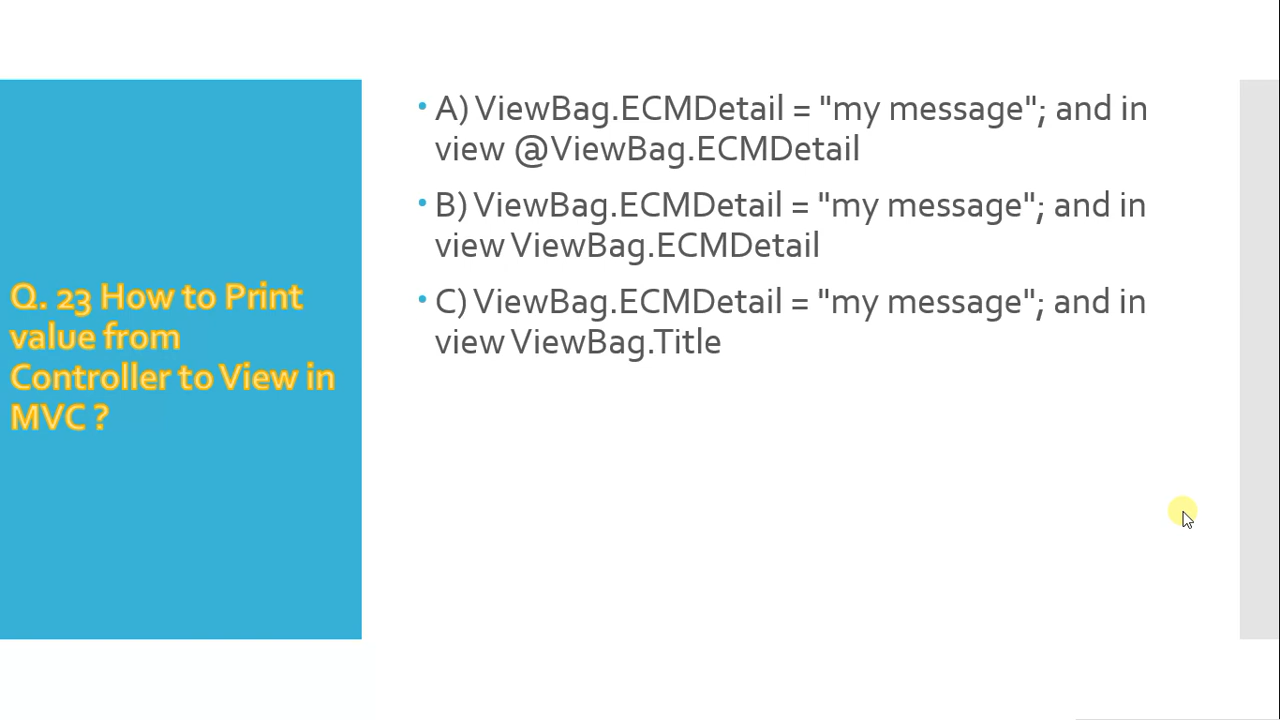 Q. 23 How to Print
value from
Controller to View in
MVC ?
• A) ViewBag.ECMDetail = "my message"; and in
view @ViewBag.ECMDetail
• B) ViewBag.ECMDetail = "my message"; and in
view ViewBag.ECMDetail
• C) ViewBag.ECMDetail = "my message"; and in
view ViewBag.Title